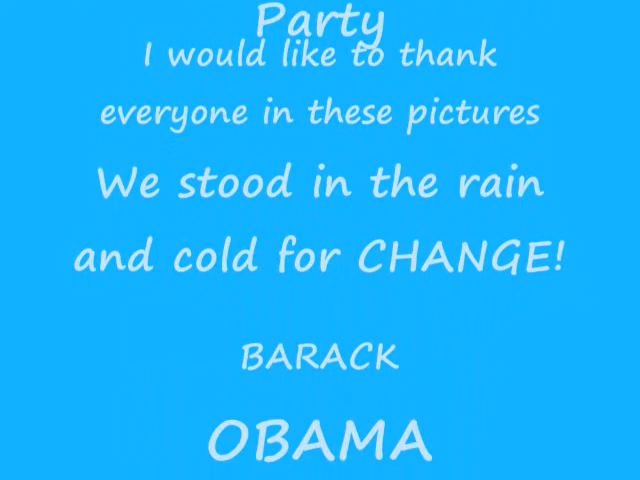 Party
I would like to thank
everyone in these pictures
We stood in the rain
and cold for CHANGE!
BARACK
OBAMA